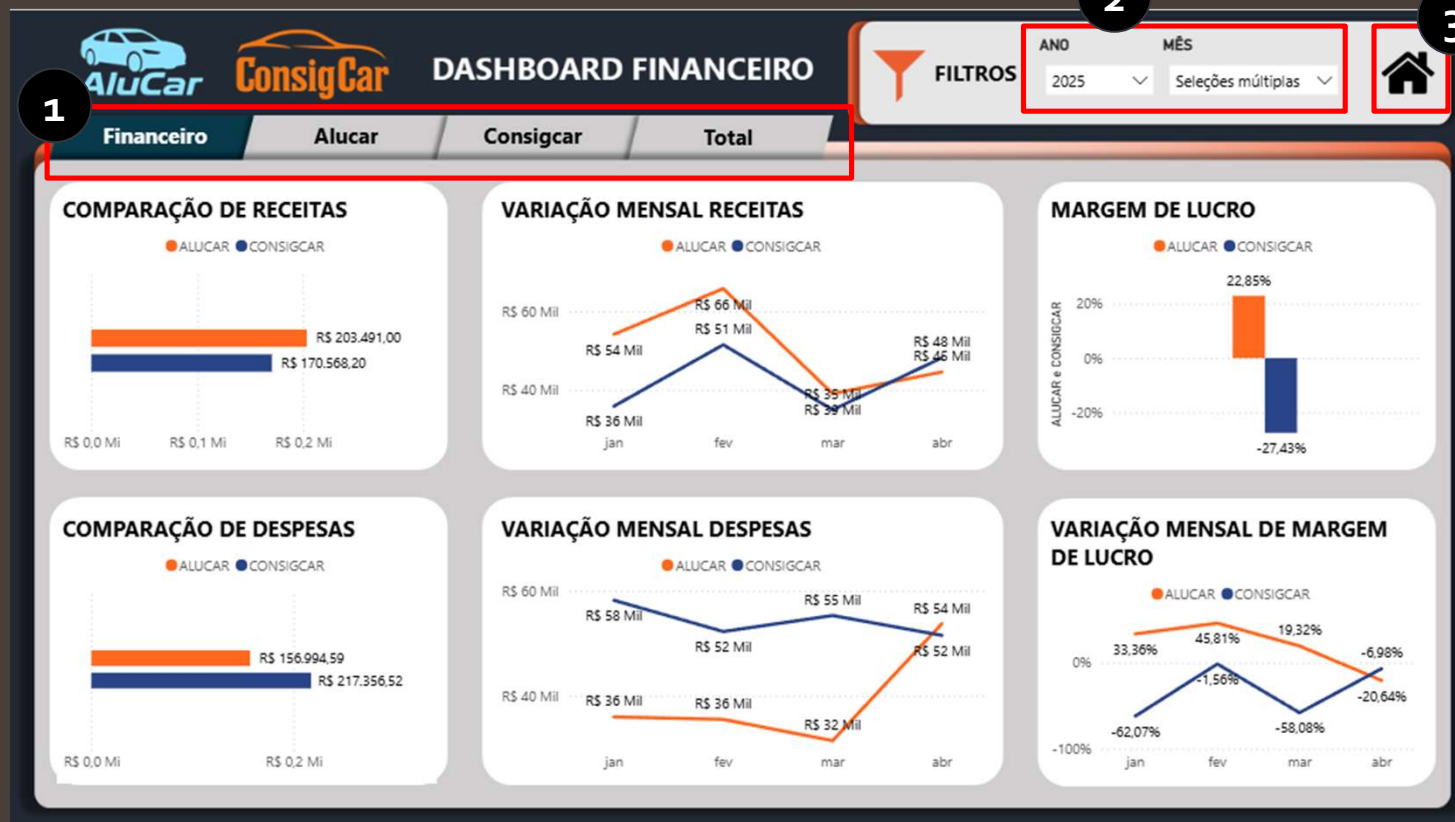 2
3
AluCar
ConsigCar
DASHBOARD FINANCEIRO
FILTROS
ANO
MÊS
2025
Seleções múltiplas
1
Financeiro
Alucar
Consigcar
Total
COMPARAÇÃO DE RECEITAS
ALUCAR CONSIGCAR
R$ 203.491,00
R$ 170.568,20
R$ 0,0 Mi R$ 0,1 Mi R$ 0,2 Mi
VARIAÇÃO MENSAL RECEITAS
ALUCAR CONSIGCAR
R$ 60 Mil
R$ 40 Mil
R$ 66 Mil
R$ 51 Mil
R$ 54 Mil
R$ 36 Mil
R$ 35 Mil
R$ 39 Mil
R$ 48 Mil
R$ 45 Mil
jan fev mar abr
MARGEM DE LUCRO
ALUCAR CONSIGCAR
ALUCAR e CONSIGCAR
22,85%
20%
0%
-20%
-27,43%
COMPARAÇÃO DE DESPESAS
ALUCAR CONSIGCAR
R$ 156.994,59
R$ 217.356,52
R$ 0,0 Mi R$ 0,2 Mi
VARIAÇÃO MENSAL DESPESAS
ALUCAR CONSIGCAR
R$ 60 Mil
R$ 40 Mil
R$ 58 Mil
R$ 52 Mil
R$ 55 Mil
R$ 54 Mil
R$ 52 Mil
R$ 36 Mil
R$ 36 Mil
R$ 32 Mil
jan fev mar abr
VARIAÇÃO MENSAL DE MARGEM
DE LUCRO
ALUCAR CONSIGCAR
0%
-100%
33,36%
45,81%
19,32%
-6,98%
-1,56%
-20,64%
-62,07%
-58,08%
jan fev mar abr